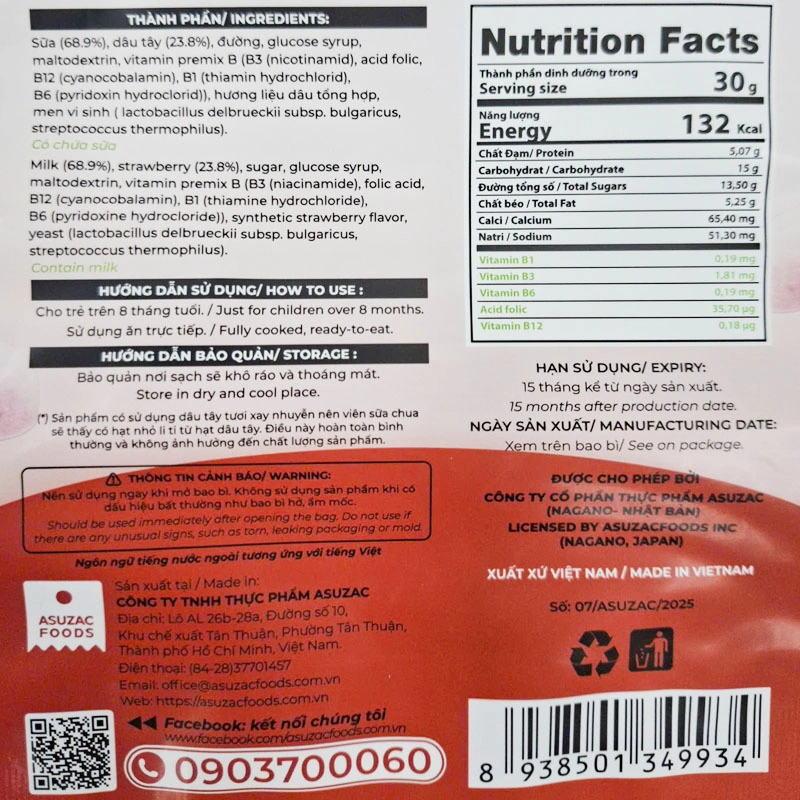 THÀNH PHẦN/ INGREDIENTS:
Sữa (68.9%), dâu tây (23.8%), đường, glucose syrup,
maltodextrin, vitamin premix B (B3 (nicotinamid), acid folic,
B12 (cyanocobalamin), B1 (thiamin hydrochlorid),
B6 (pyridoxin hydroclorid)), hương liệu dâu tổng hợp,
men vi sinh ( lactobacillus delbrueckii subsp. bulgaricus,
streptococcus thermophilus).
Có chứa sữa
Milk (68.9%), strawberry (23.8%), sugar, glucose syrup,
maltodextrin, vitamin premix B (B3 (niacinamide), folic acid,
B12 (cyanocobalamin), B1 (thiamine hydrochloride),
B6 (pyridoxine hydrocloride)), synthetic strawberry flavor,
yeast (lactobacillus delbrueckii subsp. bulgaricus,
streptococcus thermophilus).
Contain milk
HƯỚNG DẪN SỬ DỤNG/ HOW TO USE :
Cho trẻ trên 8 tháng tuổi. / Just for children over 8 months.
Sử dụng ăn trực tiếp. / Fully cooked, ready-to-eat.
HƯỚNG DẪN BẢO QUẢN/ STORAGE :
Bảo quản nơi sạch sẽ khô ráo và thoáng mát.
Store in dry and cool place.
(*) Sản phẩm có sử dụng dâu tây tươi xay nhuyễn nên viên sữa chua
sẽ thấy có hạt nhỏ li ti từ hạt dâu tây. Điều này hoàn toàn bình
thường và không ảnh hưởng đến chất lượng sản phẩm.
THÔNG TIN CẢNH BÁO/ WARNING:
Nên sử dụng ngay khi mở bao bì. Không sử dụng sản phẩm khi có
dấu hiệu bất thường như bao bì hở, ẩm mốc.
Should be used immediately after opening the bag. Do not use if
there are any unusual signs, such as torn, leaking packaging or mold.
Ngôn ngữ tiếng nước ngoài tương ứng với tiếng Việt
ASUZAC
FOODS
Sản xuất tại / Made in:
CÔNG TY TNHH THỰC PHẨM ASUZAC
Địa chỉ: Lô AL 26b-28a, Đường số 10,
Khu chế xuất Tân Thuận, Phường Tân Thuận,
Thành phố Hồ Chí Minh, Việt Nam.
Điện thoại: (84-28)37701457
Email: office@asuzacfoods.com.vn
Web: https://asuzacfoods.com.vn
Facebook: kết nối chúng tôi
www.facebook.com/asuzacfoods.com.vn
0903700060
Nutrition Facts
Thành phần dinh dưỡng trong
Serving size 30 g
Năng lượng
Energy 132 Kcal
Chất Đạm/ Protein 5,07 g
Carbohydrat / Carbohydrate 15 g
Đường tổng số / Total Sugars 13,50 g
Chất béo / Total Fat 5,25 g
Calci / Calcium 65,40 mg
Natri / Sodium 51,30 mg
Vitamin B1 0,19 mg
Vitamin B3 1,81 mg
Vitamin B6 0,19 mg
Acid folic 35,70 µg
Vitamin B12 0,18 µg
HẠN SỬ DỤNG/ EXPIRY:
15 tháng kể từ ngày sản xuất.
15 months after production date.
NGÀY SẢN XUẤT/ MANUFACTURING DATE:
Xem trên bao bì/ See on package.
ĐƯỢC CHO PHÉP BỞI
CÔNG TY CỔ PHẦN THỰC PHẨM ASUZAC
(NAGANO- NHẬT BẢN)
LICENSED BY ASUZACFOODS INC
(NAGANO, JAPAN)
XUẤT XỨ VIỆT NAM / MADE IN VIETNAM
Số: 07/ASUZAC/2025
8 938501 349934